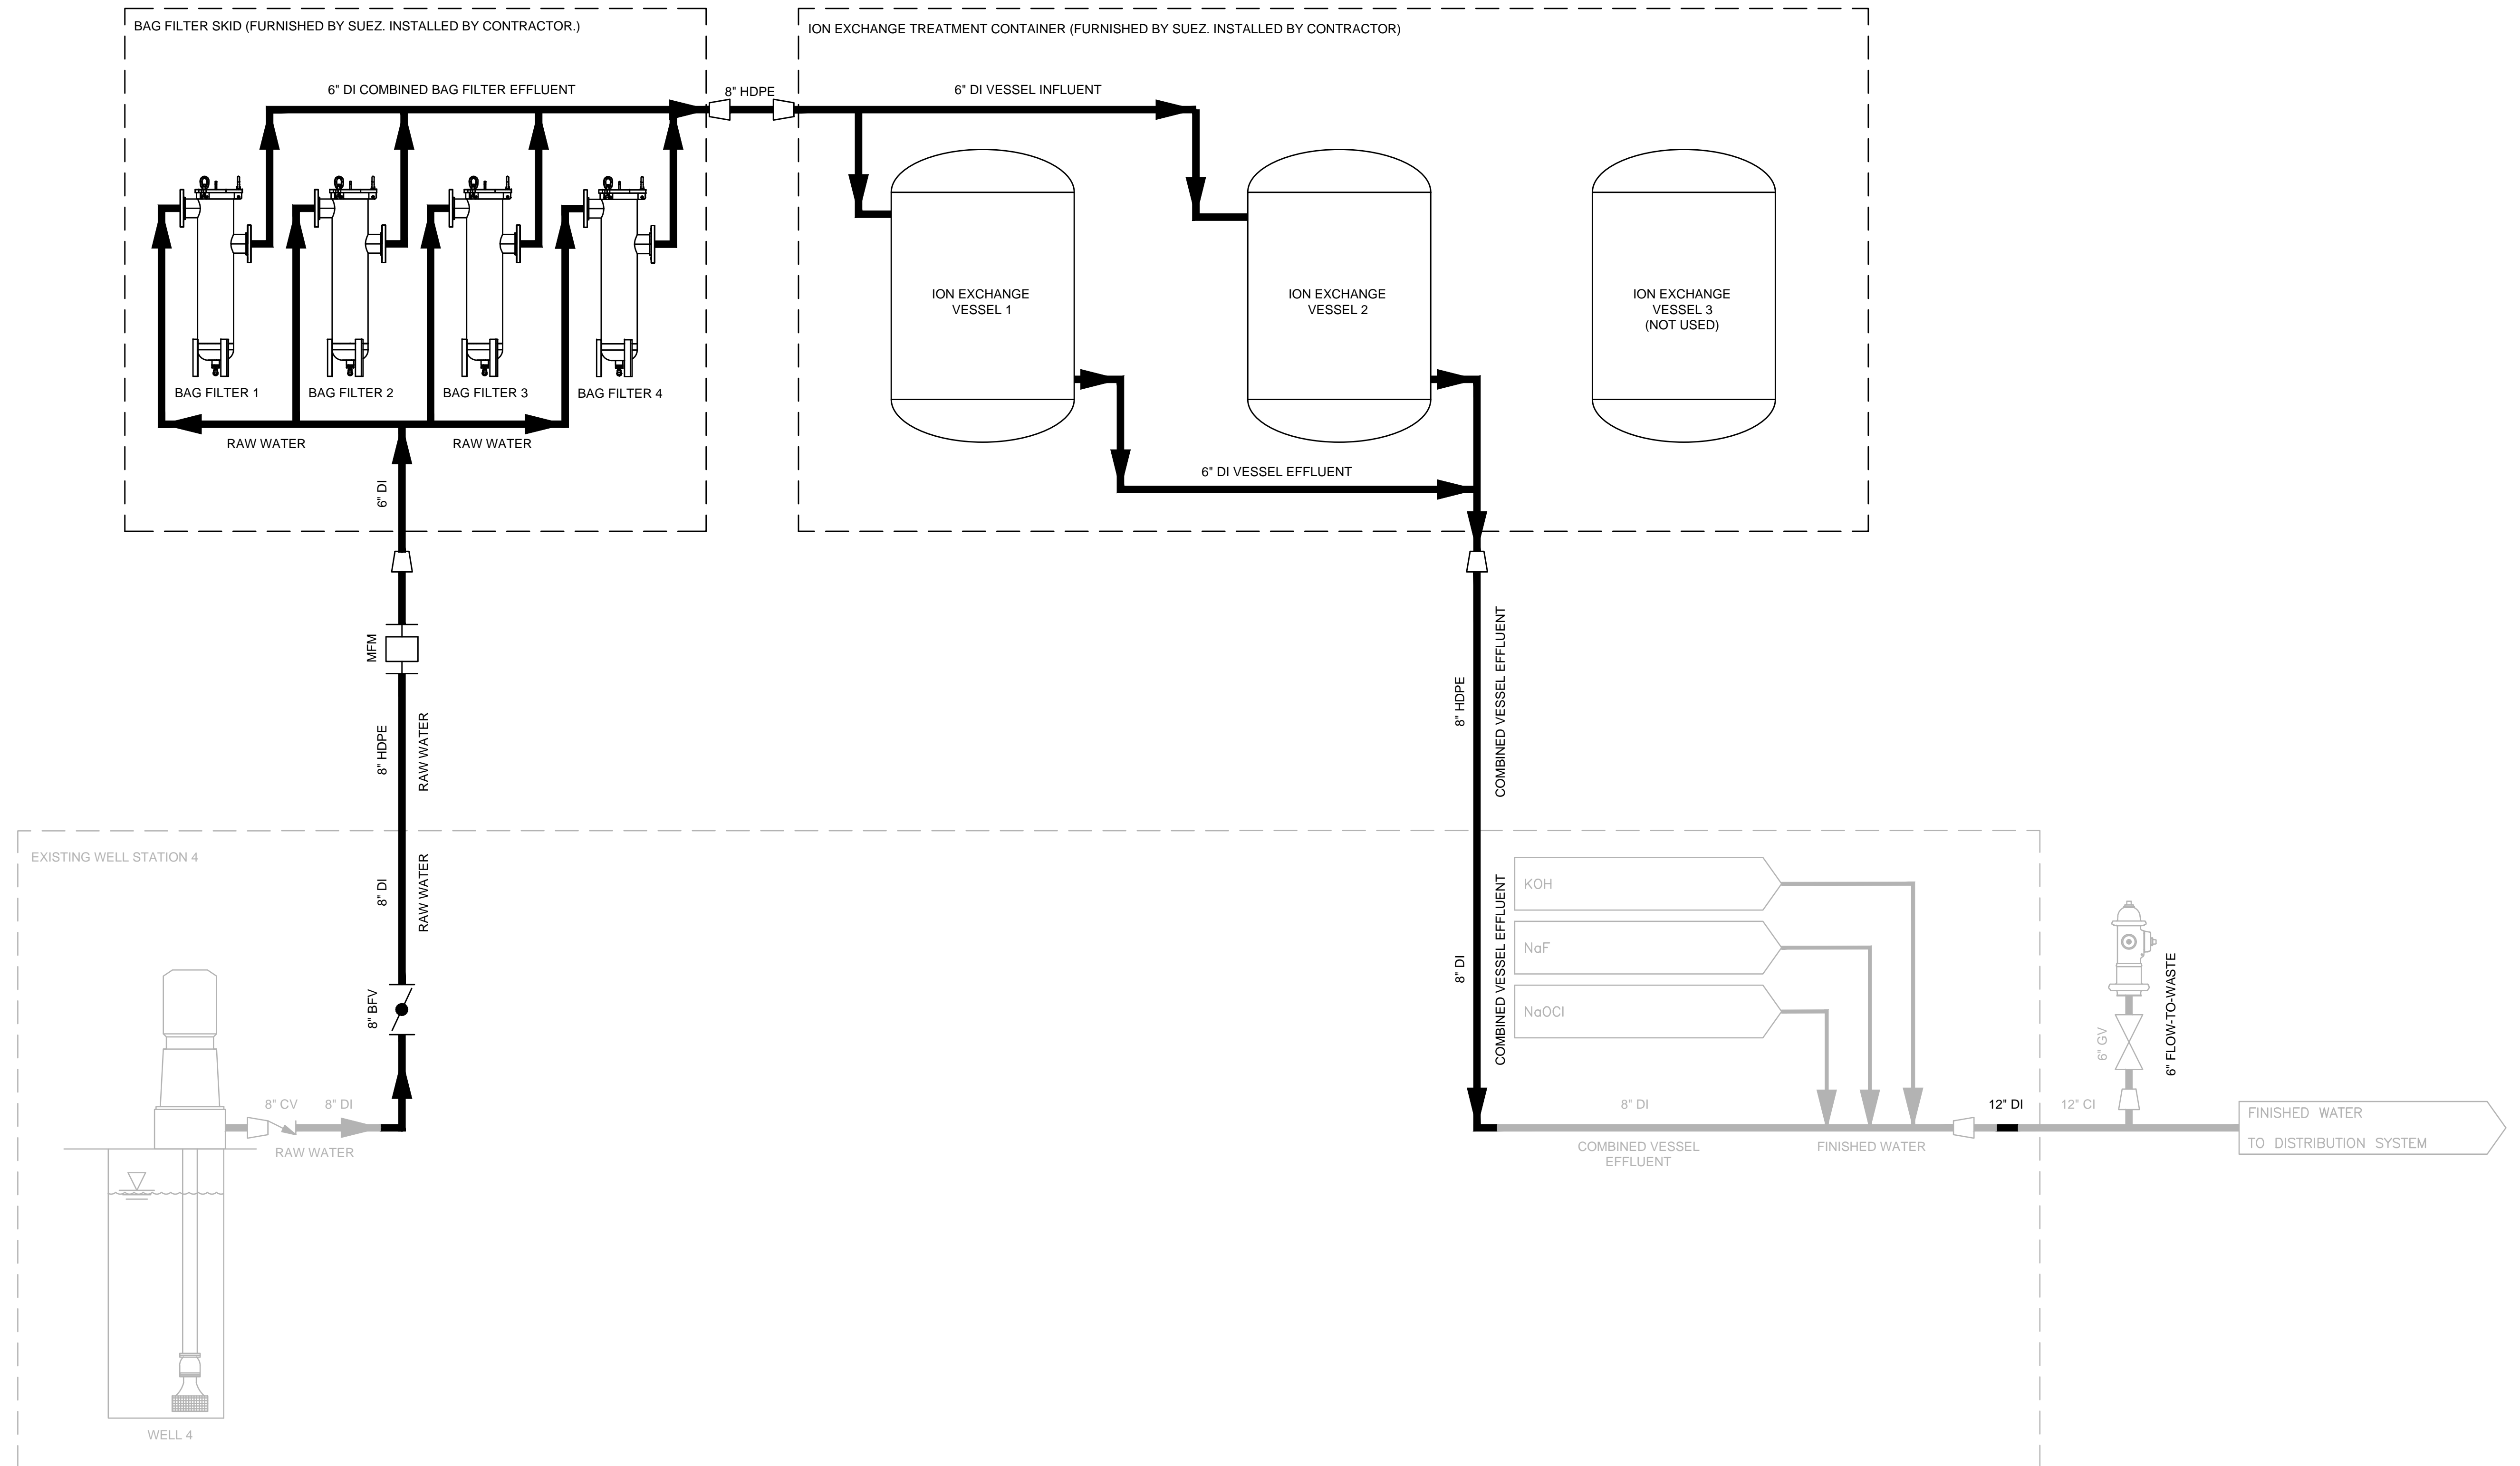 BAG FILTER SKID (FURNISHED BY SUEZ. INSTALLED BY CONTRACTOR.)
ION EXCHANGE TREATMENT CONTAINER (FURNISHED BY SUEZ. INSTALLED BY CONTRACTOR)
6" DI COMBINED BAG FILTER EFFLUENT
8" HDPE
6" DI VESSEL INFLUENT
ION EXCHANGE
VESSEL 1
ION EXCHANGE
VESSEL 2
ION EXCHANGE
VESSEL 3
(NOT USED)
BAG FILTER 1
BAG FILTER 2
BAG FILTER 3
BAG FILTER 4
RAW WATER
RAW WATER
6" DI VESSEL EFFLUENT
6" DI
MFM
8" HDPE
RAW WATER
8" HDPE
COMBINED VESSEL EFFLUENT
EXISTING WELL STATION 4
8" DI
RAW WATER
8" DI
COMBINED VESSEL EFFLUENT
KOH
NaF
NaOCl
8" BFV
6" GV
6" FLOW-TO-WASTE
8" CV
8" DI
RAW WATER
8" DI
COMBINED VESSEL
EFFLUENT
FINISHED WATER
12" DI
12" CI
FINISHED WATER
TO DISTRIBUTION SYSTEM
WELL 4